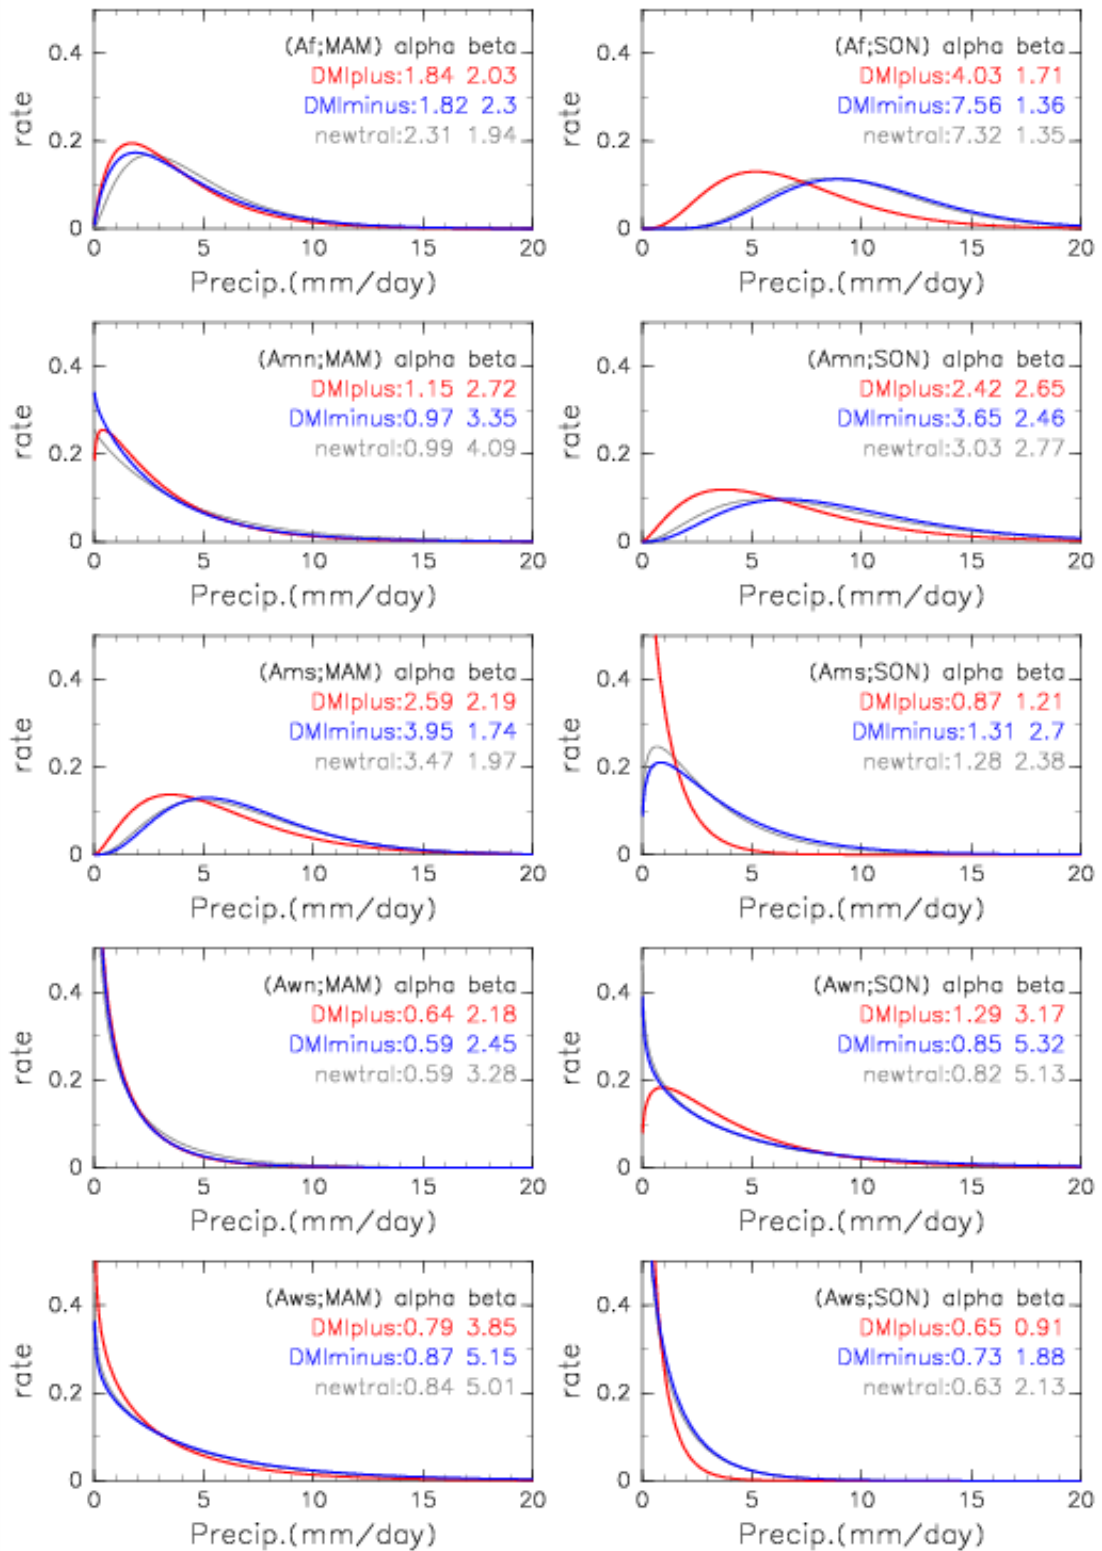 (Af;MAM) alpha beta
DMIplus:1.84 2.03
DMIminus:1.82 2.3
newtral:2.31 1.94
0.4
0.2
0
rate
0 5 10 15 20
Precip.(mm/day)
(Af;SON) alpha beta
DMIplus:4.03 1.71
DMIminus:7.56 1.36
newtral:7.32 1.35
0.4
0.2
0
rate
0 5 10 15 20
Precip.(mm/day)
(Amn;MAM) alpha beta
DMIplus:1.15 2.72
DMIminus:0.97 3.35
newtral:0.99 4.09
0.4
0.2
0
rate
0 5 10 15 20
Precip.(mm/day)
(Amn;SON) alpha beta
DMIplus:2.42 2.65
DMIminus:3.65 2.46
newtral:3.03 2.77
0.4
0.2
0
rate
0 5 10 15 20
Precip.(mm/day)
(Ams;MAM) alpha beta
DMIplus:2.59 2.19
DMIminus:3.95 1.74
newtral:3.47 1.97
0.4
0.2
0
rate
0 5 10 15 20
Precip.(mm/day)
(Ams;SON) alpha beta
DMIplus:0.87 1.21
DMIminus:1.31 2.7
newtral:1.28 2.38
0.4
0.2
0
rate
0 5 10 15 20
Precip.(mm/day)
(Awn;MAM) alpha beta
DMIplus:0.64 2.18
DMIminus:0.59 2.45
newtral:0.59 3.28
0.4
0.2
0
rate
0 5 10 15 20
Precip.(mm/day)
(Awn;SON) alpha beta
DMIplus:1.29 3.17
DMIminus:0.85 5.32
newtral:0.82 5.13
0.4
0.2
0
rate
0 5 10 15 20
Precip.(mm/day)
(Aws;MAM) alpha beta
DMIplus:0.79 3.85
DMIminus:0.87 5.15
newtral:0.84 5.01
0.4
0.2
0
rate
0 5 10 15 20
Precip.(mm/day)
(Aws;SON) alpha beta
DMIplus:0.65 0.91
DMIminus:0.73 1.88
newtral:0.63 2.13
0.4
0.2
0
rate
0 5 10 15 20
Precip.(mm/day)